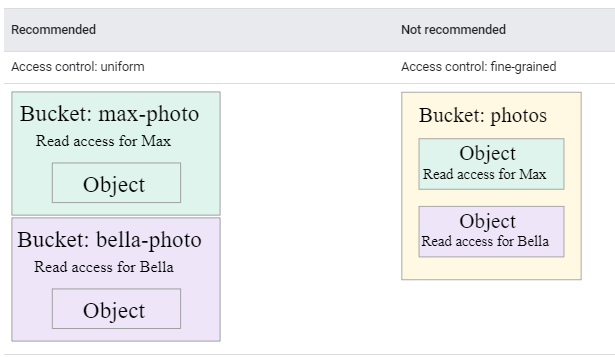 Recommended
Not recommended
Access control: uniform
Access control: fine-grained
Bucket: max-photo
Read access for Max
Object
Bucket: bella-photo
Read access for Bella
Object
Bucket: photos
Object
Read access for Max
Object
Read access for Bella